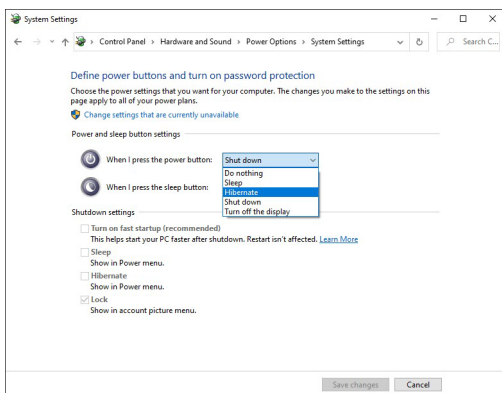 System Settings
Control Panel > Hardware and Sound > Power Options > System Settings
Search C...
Define power buttons and turn on password protection
Choose the power settings that you want for your computer. The changes you make to the settings on this
page apply to all of your power plans.
Change settings that are currently unavailable
Power and sleep button settings
When I press the power button: Shut down
Do nothing
Sleep
When I press the sleep button: Hibernate
Shut down
Turn off the display
Shutdown settings
Turn on fast startup (recommended)
This helps start your PC faster after shutdown. Restart isn't affected. Learn More
Sleep
Show in Power menu.
Hibernate
Show in Power menu.
Lock
Show in account picture menu.
Save changes Cancel